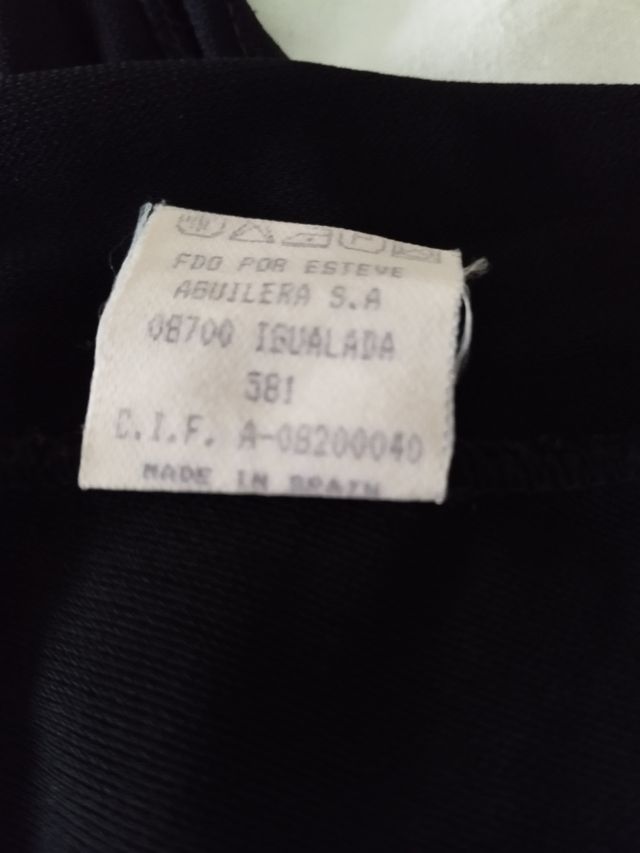 FDO POR ESTEVE
AGUILERA S.A
08700 IGUALADA
381
C.I.F. A-08200040
MADE IN SPAIN